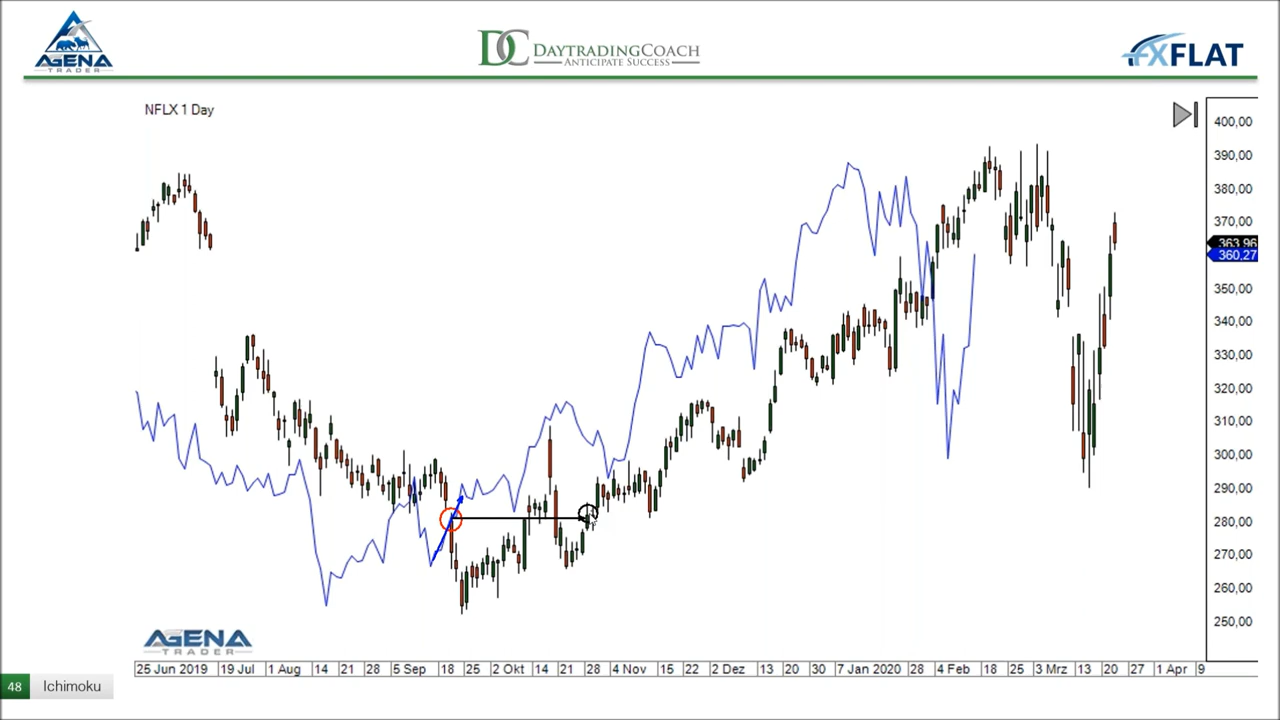 AGENA
TRADER
DC DAYTRADINGCOACH
ANTICIPATE SUCCESS
FXFLAT
NFLX 1 Day
400,00
390,00
380,00
370,00
363,96
360,27
350,00
340,00
330,00
320,00
310,00
300,00
290,00
280,00
270,00
260,00
250,00
AGENA
TRADER
25 Jun 2019 19 Jul 1 Aug 14 21 28 5 Sep 18 25 2 Okt 14 21 28 4 Nov 15 22 2 Dez 13 20 30 7 Jan 2020 28 4 Feb 18 25 3 Mrz 13 20 27 1 Apr 9
48 Ichimoku